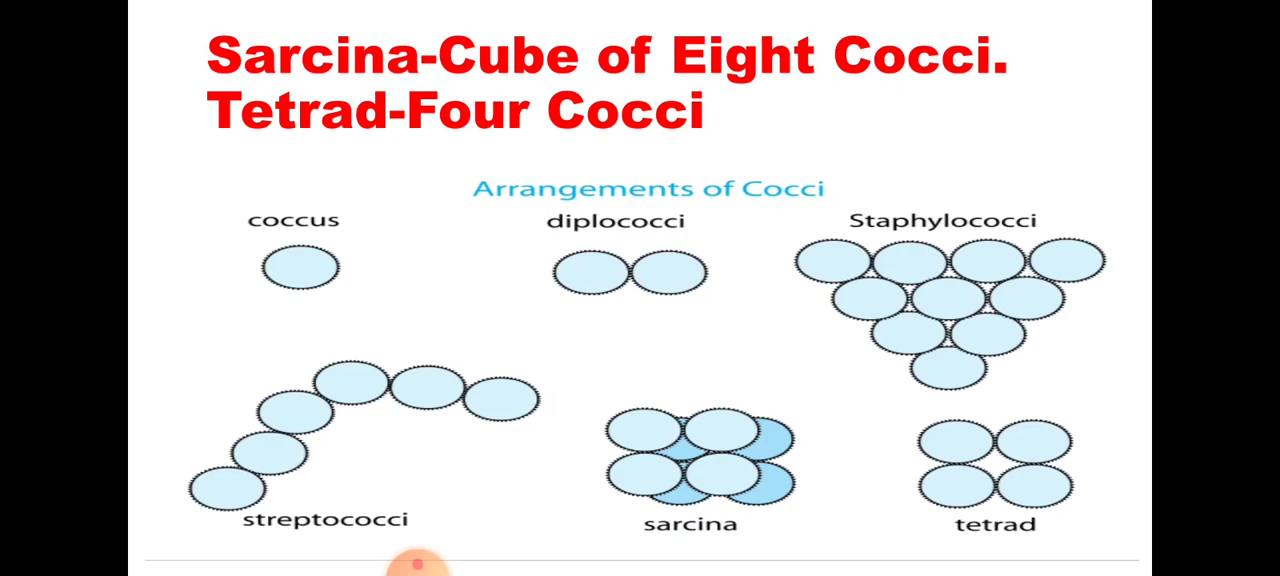 Sarcina-Cube of Eight Cocci.
Tetrad-Four Cocci
Arrangements of Cocci
coccus
diplococci
Staphylococci
streptococci
sarcina
tetrad